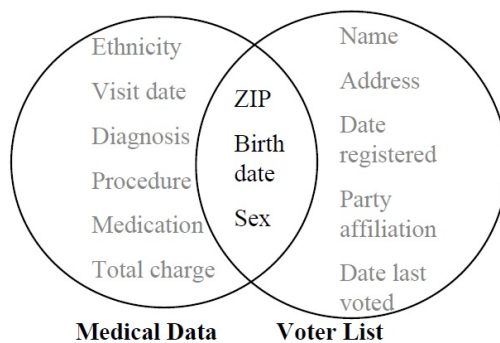 Ethnicity
Visit date
Diagnosis
Procedure
Medication
Total charge
ZIP
Birth
date
Sex
Name
Address
Date
registered
Party
affiliation
Date last
voted
Medical Data
Voter List